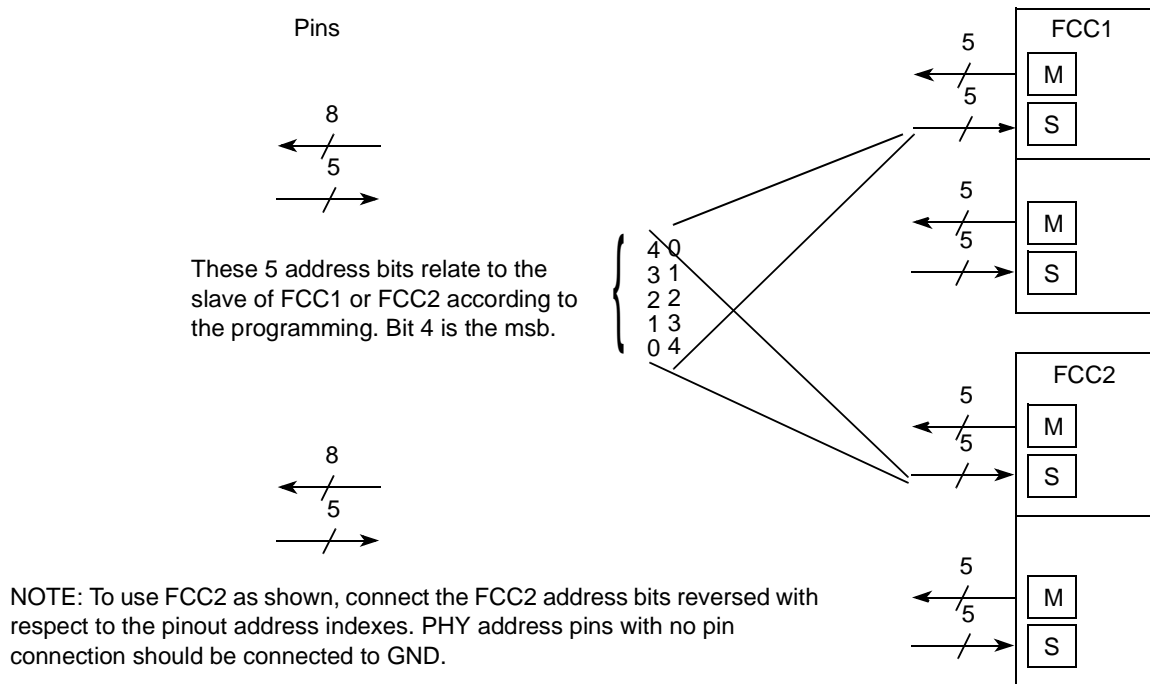 Pins
FCC1
5
M
5
S
8
5
5
M
5
S
These 5 address bits relate to the
slave of FCC1 or FCC2 according to
the programming. Bit 4 is the msb.
4 0
3 1
2 2
1 3
0 4
FCC2
5
M
5
S
8
5
5
M
5
S
NOTE: To use FCC2 as shown, connect the FCC2 address bits reversed with
respect to the pinout address indexes. PHY address pins with no pin
connection should be connected to GND.